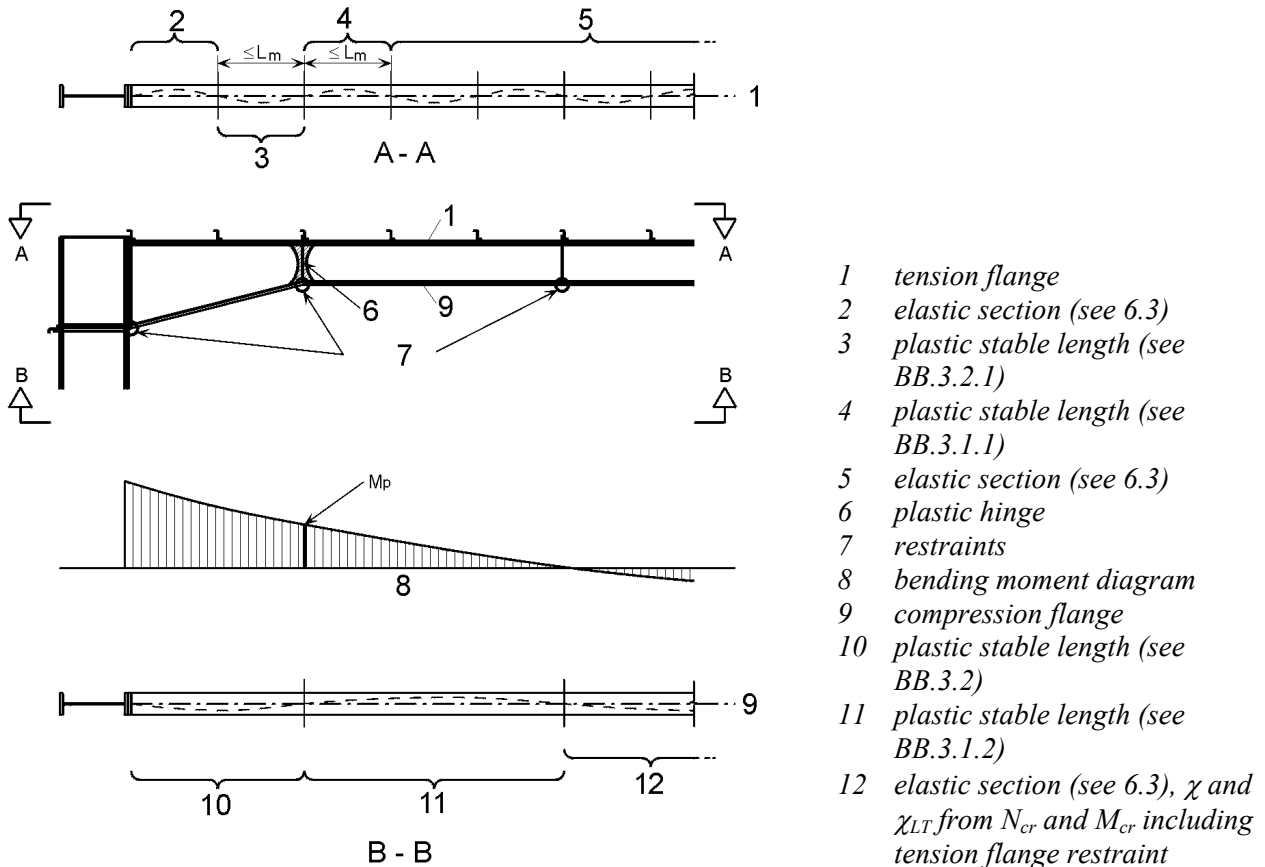 2
4
5
≤Lm
≤Lm
1
3
A - A
A
A
1
6
9
7
B
B
Mp
8
9
10
11
12
B - B
1 tension flange
2 elastic section (see 6.3)
3 plastic stable length (see
BB.3.2.1)
4 plastic stable length (see
BB.3.1.1)
5 elastic section (see 6.3)
6 plastic hinge
7 restraints
8 bending moment diagram
9 compression flange
10 plastic stable length (see
BB.3.2)
11 plastic stable length (see
BB.3.1.2)
12 elastic section (see 6.3), χ and
χLT from Ncr and Mcr including
tension flange restraint